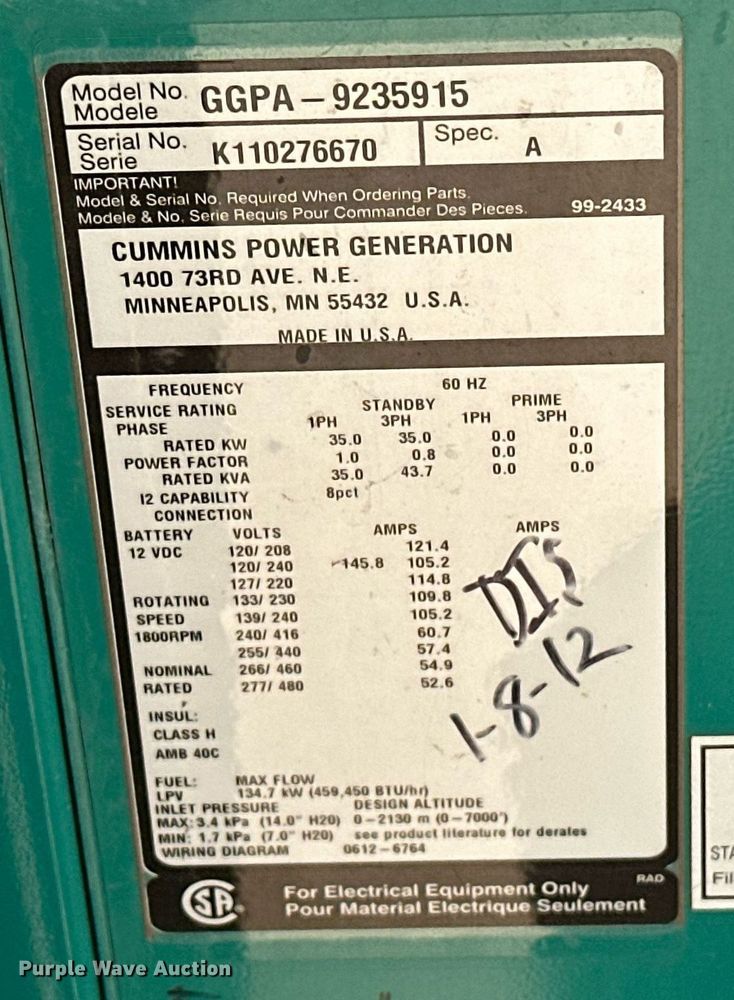 Model No. GGPA-9235915
Modele
Serial No. K110276670 Spec. A
Serie
IMPORTANT!
Model & Serial No. Required When Ordering Parts.
Modele & No. Serie Requis Pour Commander Des Pieces. 99-2433
CUMMINS POWER GENERATION
1400 73RD AVE. N.E.
MINNEAPOLIS, MN 55432 U.S.A.
MADE IN U.S.A.
FREQUENCY 60 HZ
SERVICE RATING STANDBY PRIME
PHASE 1PH 3PH 1PH 3PH
RATED KW 35.0 35.0 0.0 0.0
POWER FACTOR 1.0 0.8 0.0 0.0
RATED KVA 35.0 43.7 0.0 0.0
I2 CAPABILITY 8pct
CONNECTION
BATTERY VOLTS AMPS AMPS
12 VDC 120/ 208 121.4
120/ 240 145.8 105.2
127/ 220 114.8
ROTATING 133/ 230 109.8
SPEED 139/ 240 105.2
1800RPM 240/ 416 60.7
255/ 440 57.4
NOMINAL 266/ 460 54.9
RATED 277/ 480 52.6
DIS
1-8-12
INSUL:
CLASS H
AMB 40C
FUEL: MAX FLOW
LPV 134.7 kW (459,450 BTU/hr)
INLET PRESSURE DESIGN ALTITUDE
MAX: 3.4 kPa (14.0" H20) 0-2130 m (0-7000')
MIN: 1.7 kPa (7.0" H20) see product literature for derates
WIRING DIAGRAM 0612-6764
RAD
SA
For Electrical Equipment Only
Pour Material Electrique Seulement
STA
Fil
Purple Wave Auction